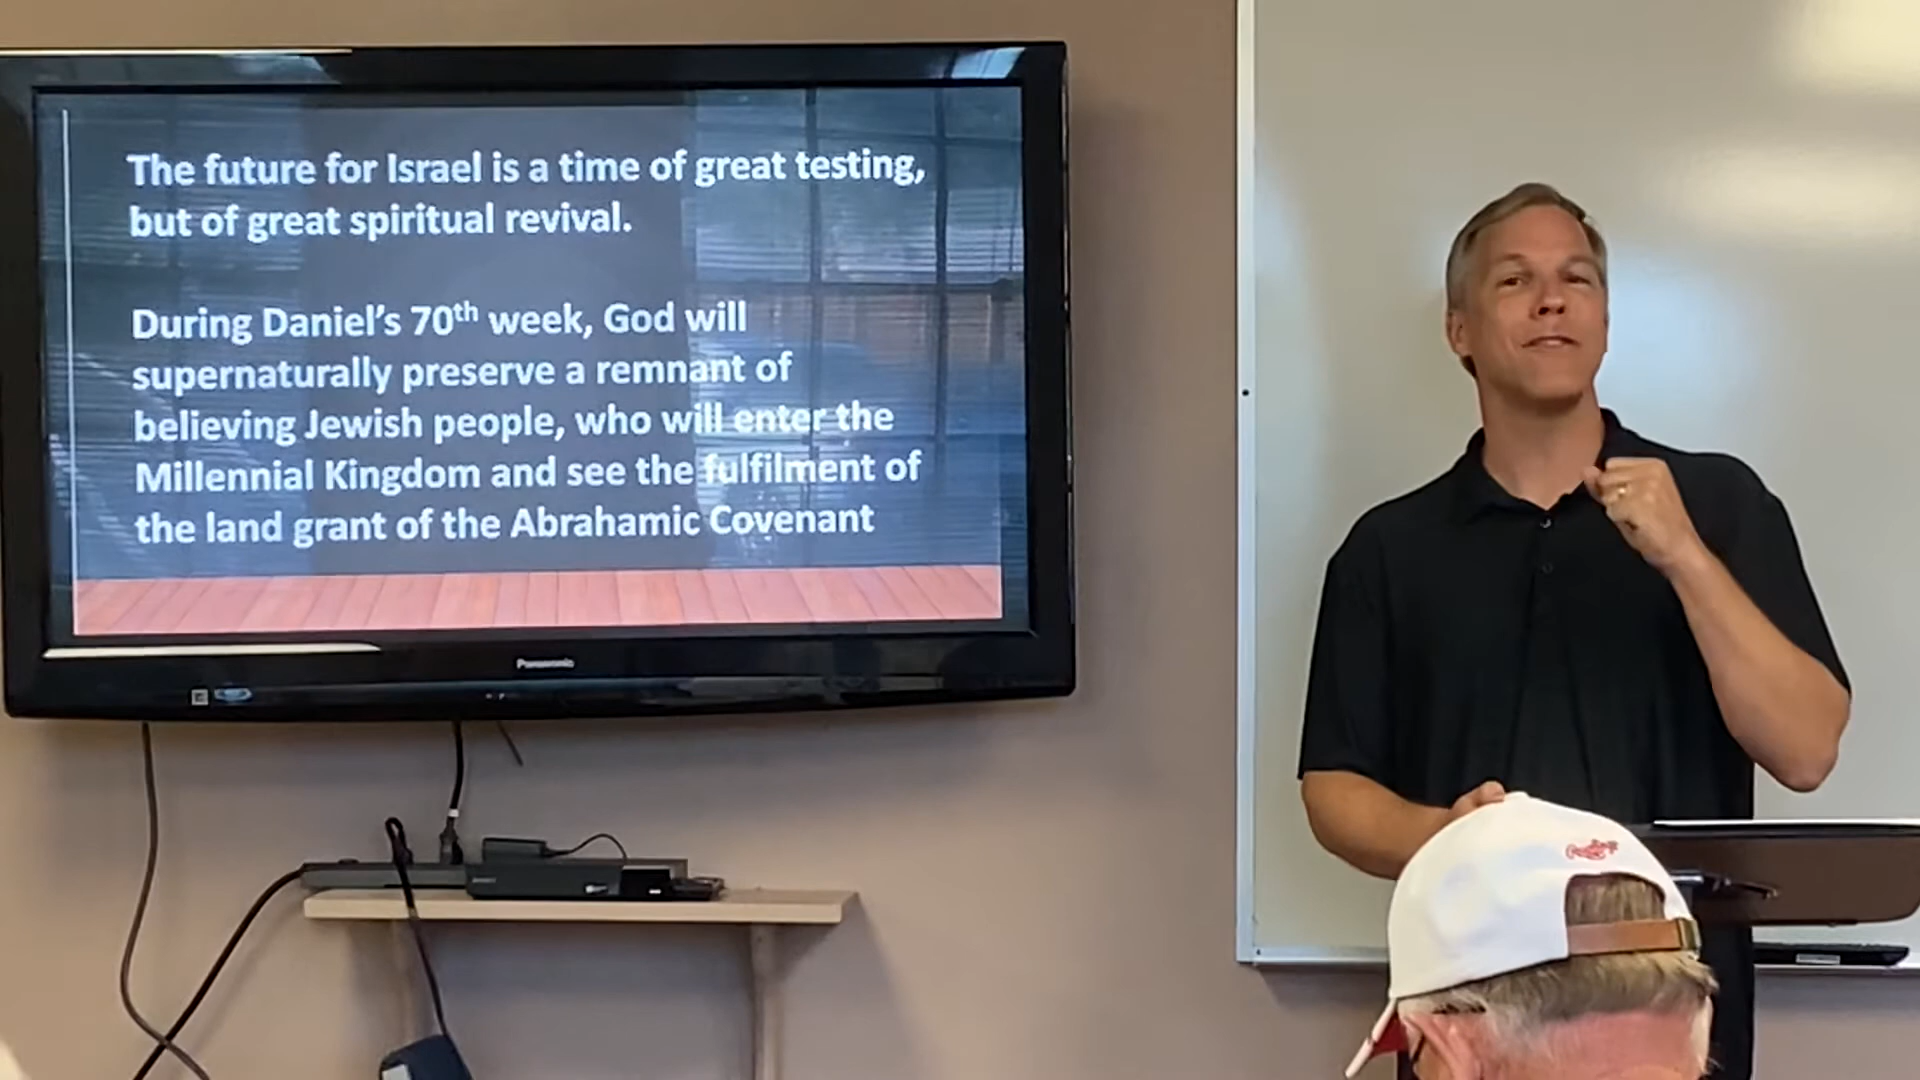 The future for Israel is a time of great testing,
but of great spiritual revival.
During Daniel's 70th week, God will
supernaturally preserve a remnant of
believing Jewish people, who will enter the
Millennial Kingdom and see the fulfilment of
the land grant of the Abrahamic Covenant
Panasonic
Rawlings